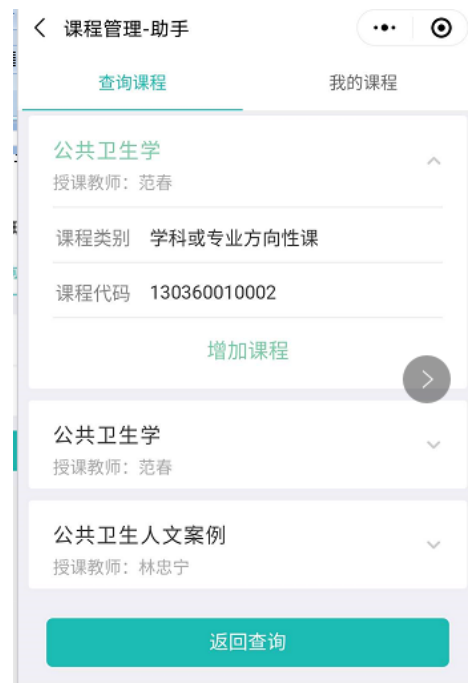 课程管理-助手
查询课程
我的课程
公共卫生学
授课教师：范春
课程类别 学科或专业方向性课
课程代码 130360010002
增加课程
公共卫生学
授课教师：范春
公共卫生人文案例
授课教师：林忠宁
返回查询